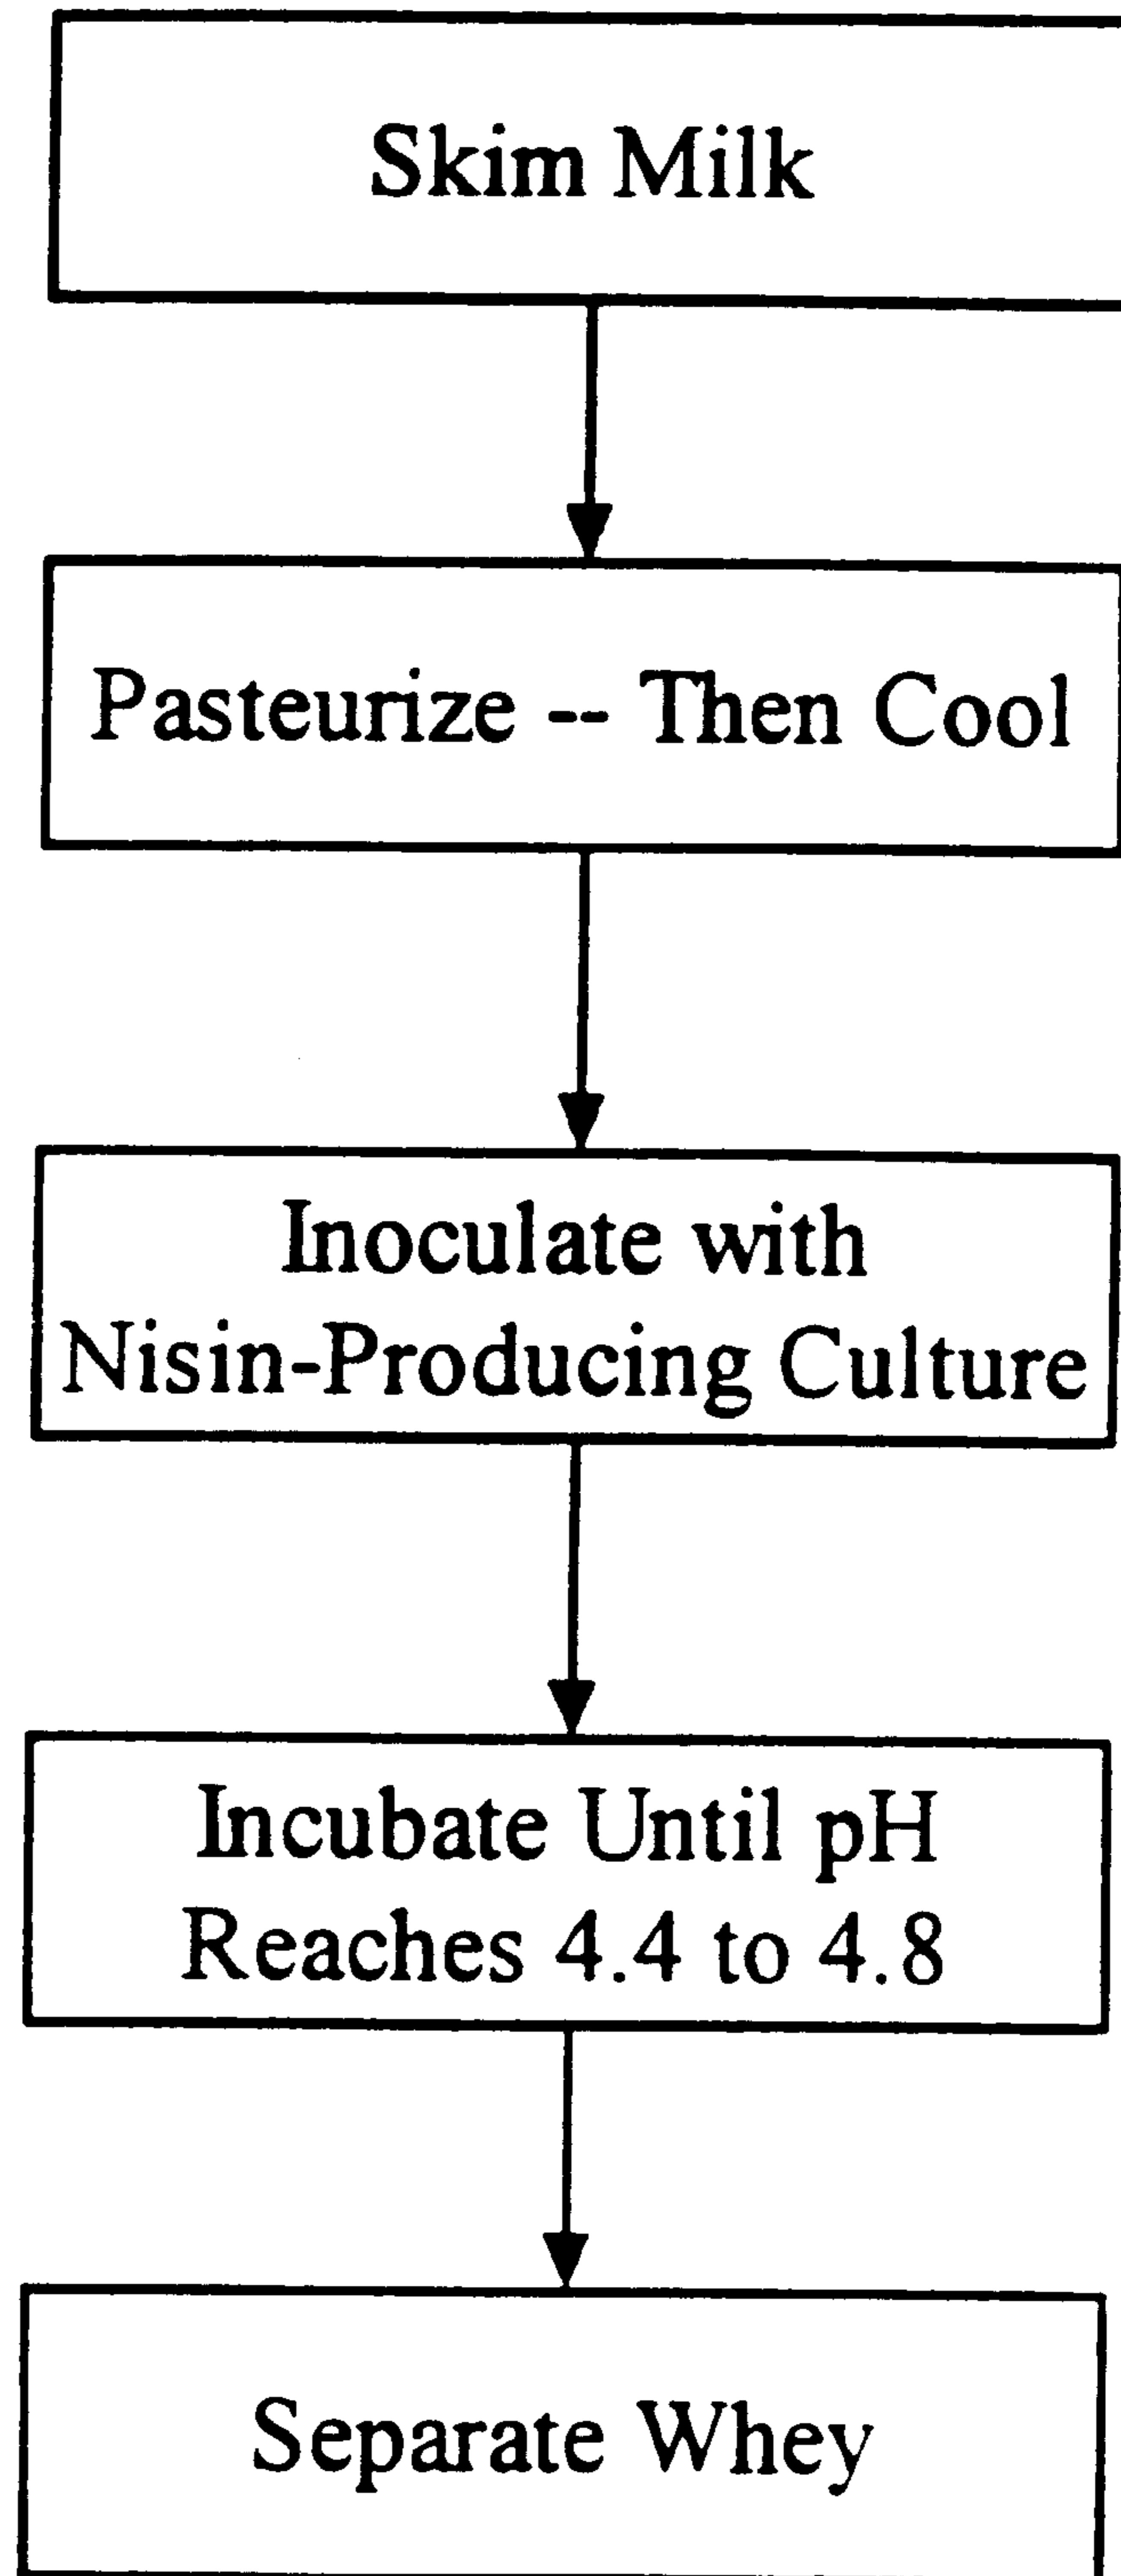 Skim Milk
Pasteurize -- Then Cool
Inoculate with
Nisin-Producing Culture
Incubate Until pH
Reaches 4.4 to 4.8
Separate Whey